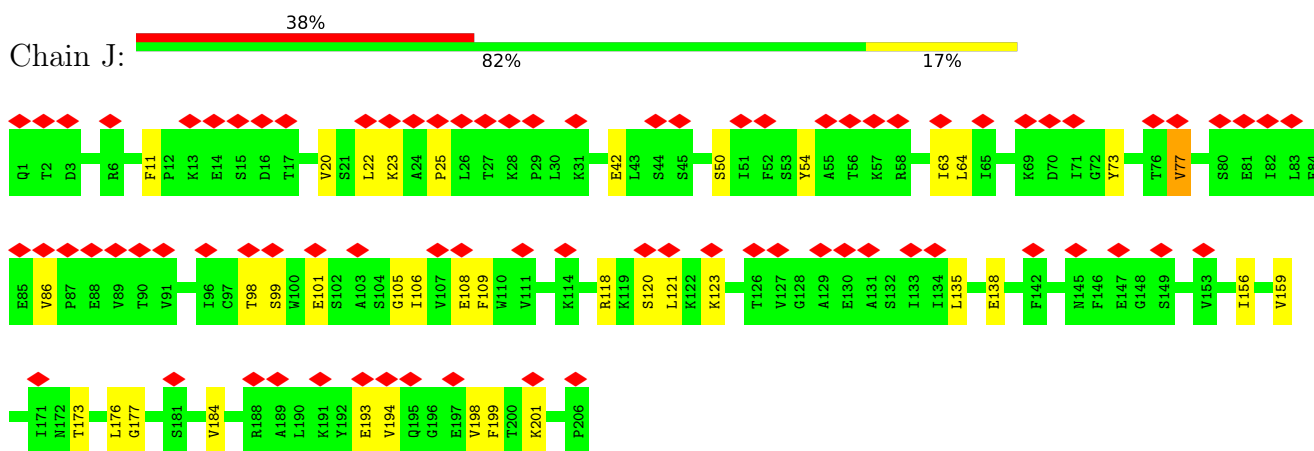 38%
Chain J:
82% 17%
Q1 T2 D3 R6 F11 P12 K13 E14 S15 D16 T17 V20 S21 L22 K23 A24 P25 L26 T27 K28 P29 L30 K31 E42 L43 S44 S45 S50 I51 F52 S53 Y54 A55 T56 K57 R58 I63 L64 I65 K69 D70 I71 G72 Y73 T76 V77 S80 E81 I82 L83 E84
E85 V86 P87 E88 V89 T90 V91 I96 C97 T98 S99 W100 E101 S102 A103 S104 G105 I106 V107 E108 F109 W110 V111 K114 R118 K119 S120 L121 K122 K123 T126 V127 G128 A129 E130 A131 S132 I133 I134 L135 E138 F142 N145 F146 E147 G148 S149 V153 I156 V159
I171 N172 T173 L176 G177 S181 V184 R188 A189 L190 K191 Y192 E193 V194 Q195 G196 E197 V198 F199 T200 K201 P206